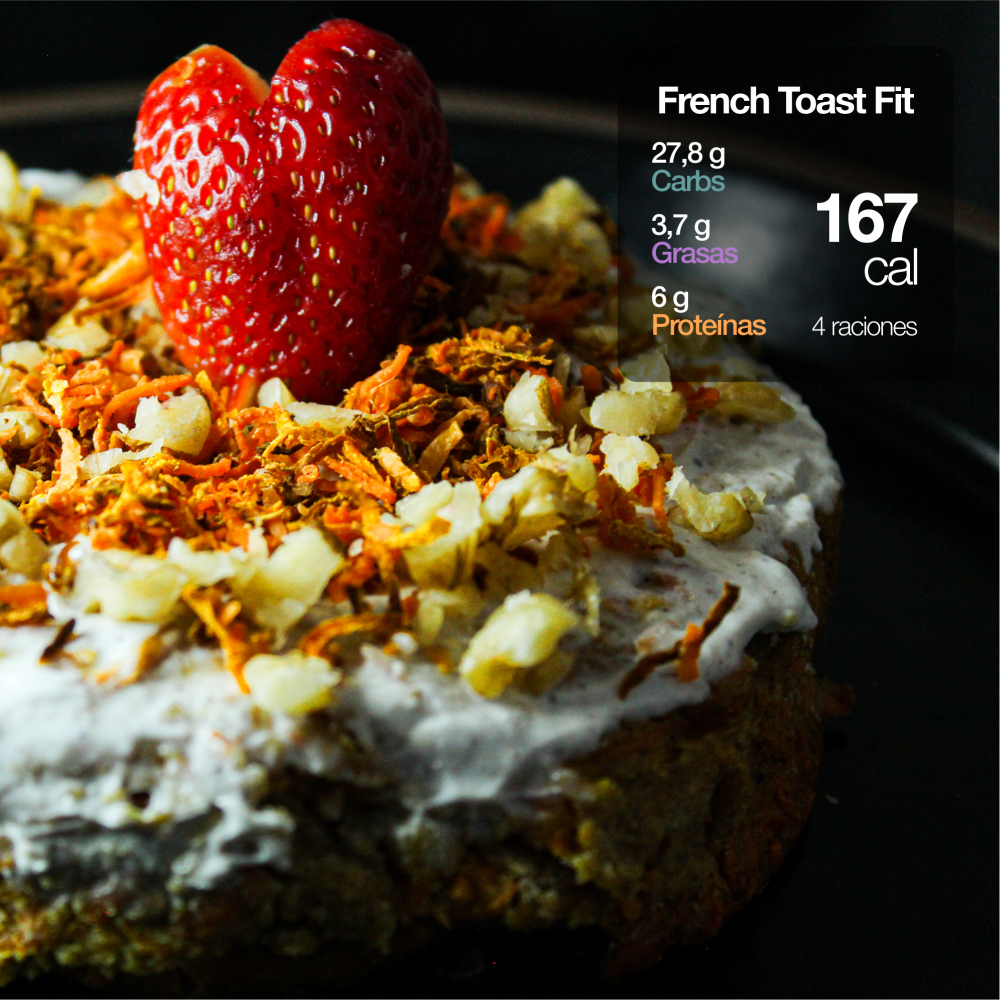 French Toast Fit
27,8 g
Carbs
3,7 g
Grasas
6 g
Proteínas
167
cal
4 raciones